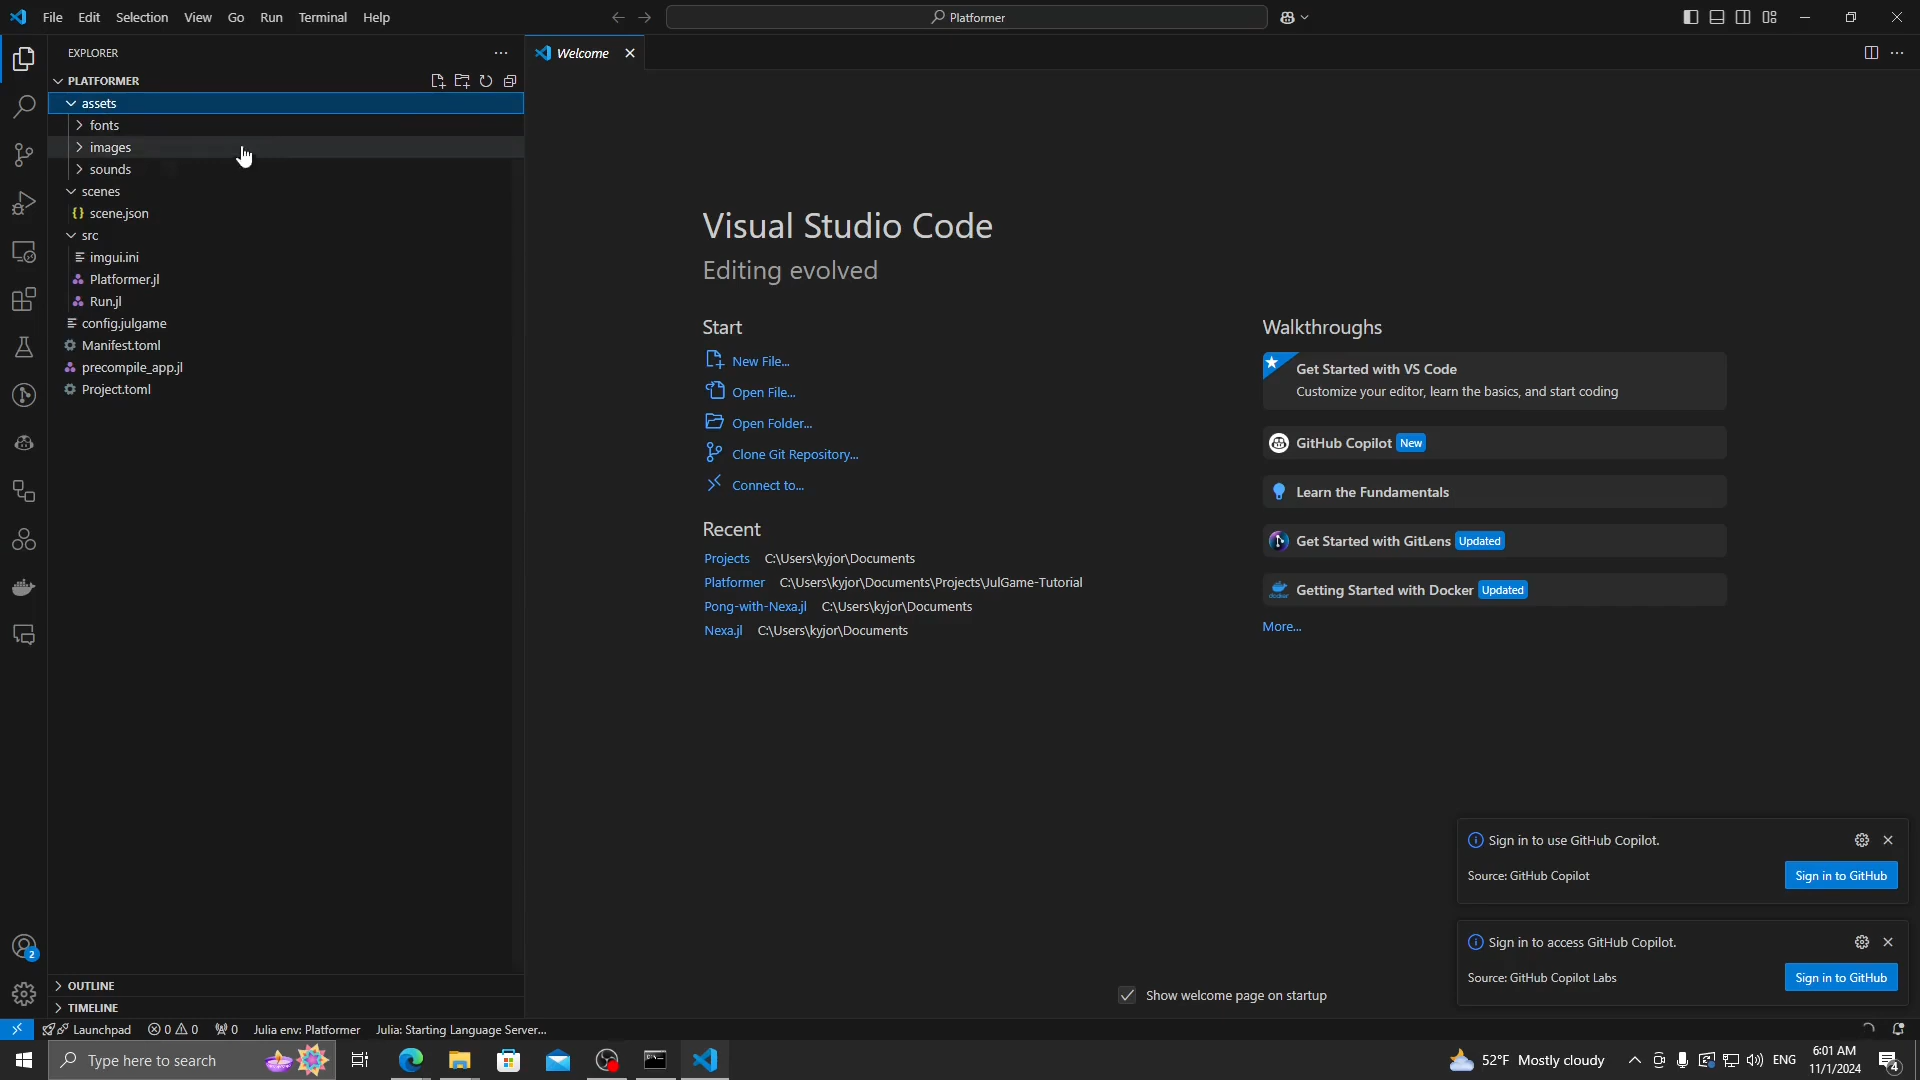 File Edit Selection View Go Run Terminal Help
Platformer
EXPLORER
Welcome
PLATFORMER
assets
fonts
images
sounds
scenes
{} scene.json
src
imgui.ini
Platformer.jl
Run.jl
config.julgame
Manifest.toml
precompile_app.jl
Project.toml
OUTLINE
TIMELINE
Visual Studio Code
Editing evolved
Start
New File...
Open File...
Open Folder...
Clone Git Repository...
Connect to...
Recent
Projects C:\Users\kyjor\Documents
Platformer C:\Users\kyjor\Documents\Projects\JulGame-Tutorial
Pong-with-Nexa.jl C:\Users\kyjor\Documents
Nexa.jl C:\Users\kyjor\Documents
Walkthroughs
Get Started with VS Code
Customize your editor, learn the basics, and start coding
GitHub Copilot New
Learn the Fundamentals
Get Started with GitLens Updated
Getting Started with Docker Updated
More...
Show welcome page on startup
Sign in to use GitHub Copilot.
Source: GitHub Copilot
Sign in to GitHub
Sign in to access GitHub Copilot.
Source: GitHub Copilot Labs
Sign in to GitHub
2
Launchpad 0 0 0 Julia env: Platformer Julia: Starting Language Server...
Type here to search
52°F Mostly cloudy
ENG
6:01 AM
11/1/2024
4